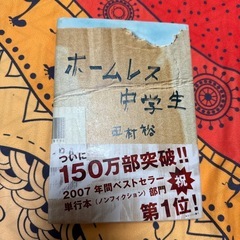 ホームレス
中学生
田村裕
ついに
150万部突破!!
2007年間ベストセラー
単行本(ノンフィクション)部門
祝
第1位!